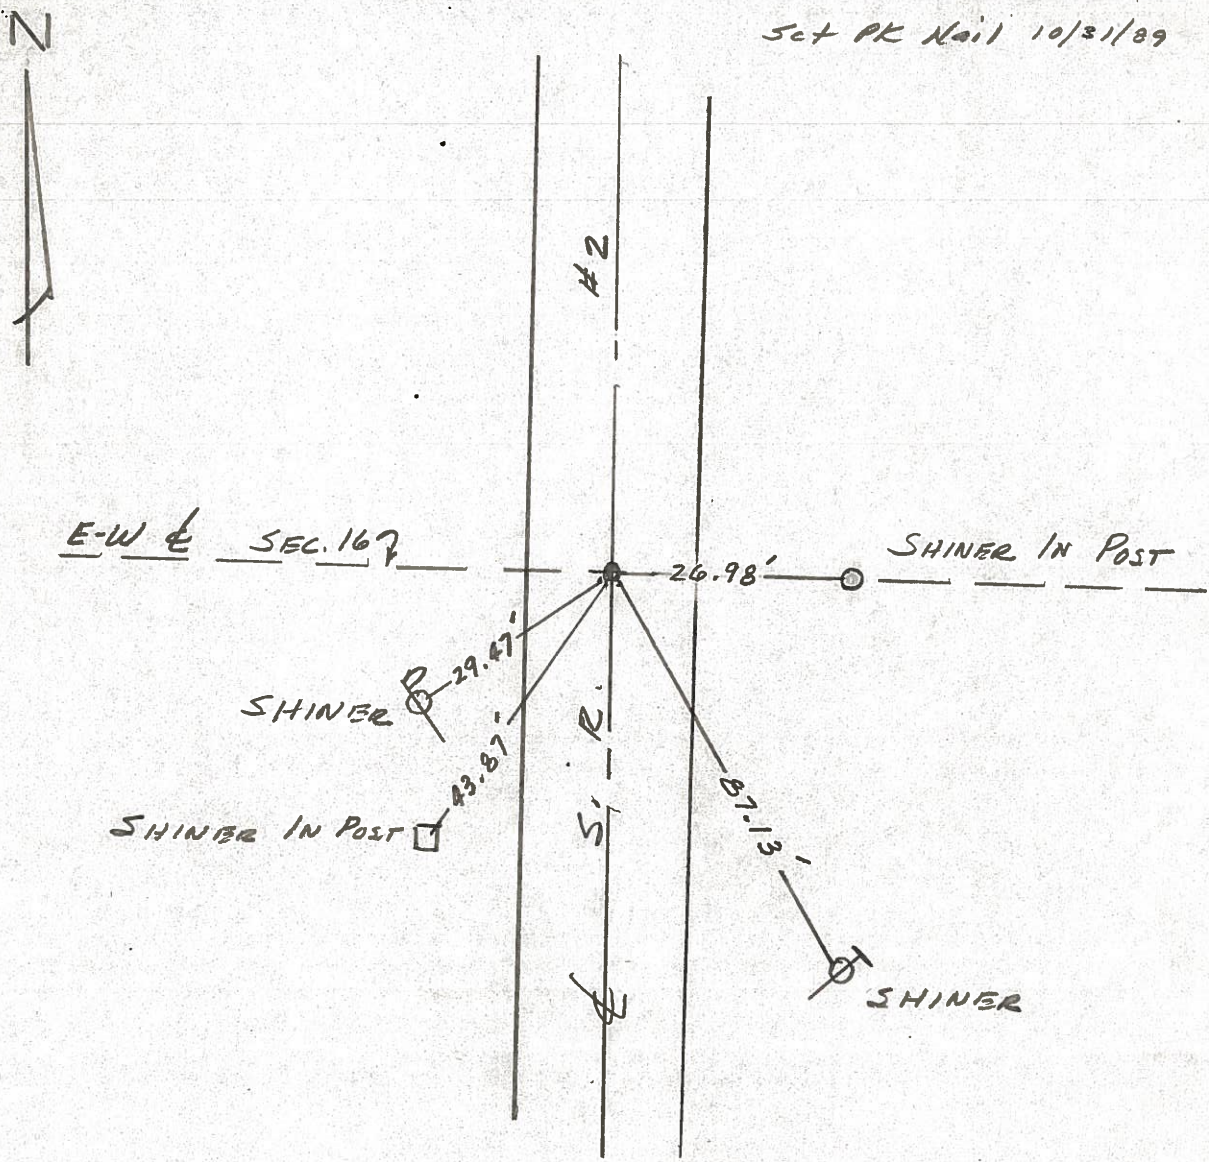 N
Set PK Nail 10/31/89
#2
E-W ℄ SEC. 16
26.98'
SHINER IN POST
P
29.47'
SHINER
43.87'
SHINER IN POST
S. R.
87.13'
T
SHINER
℄